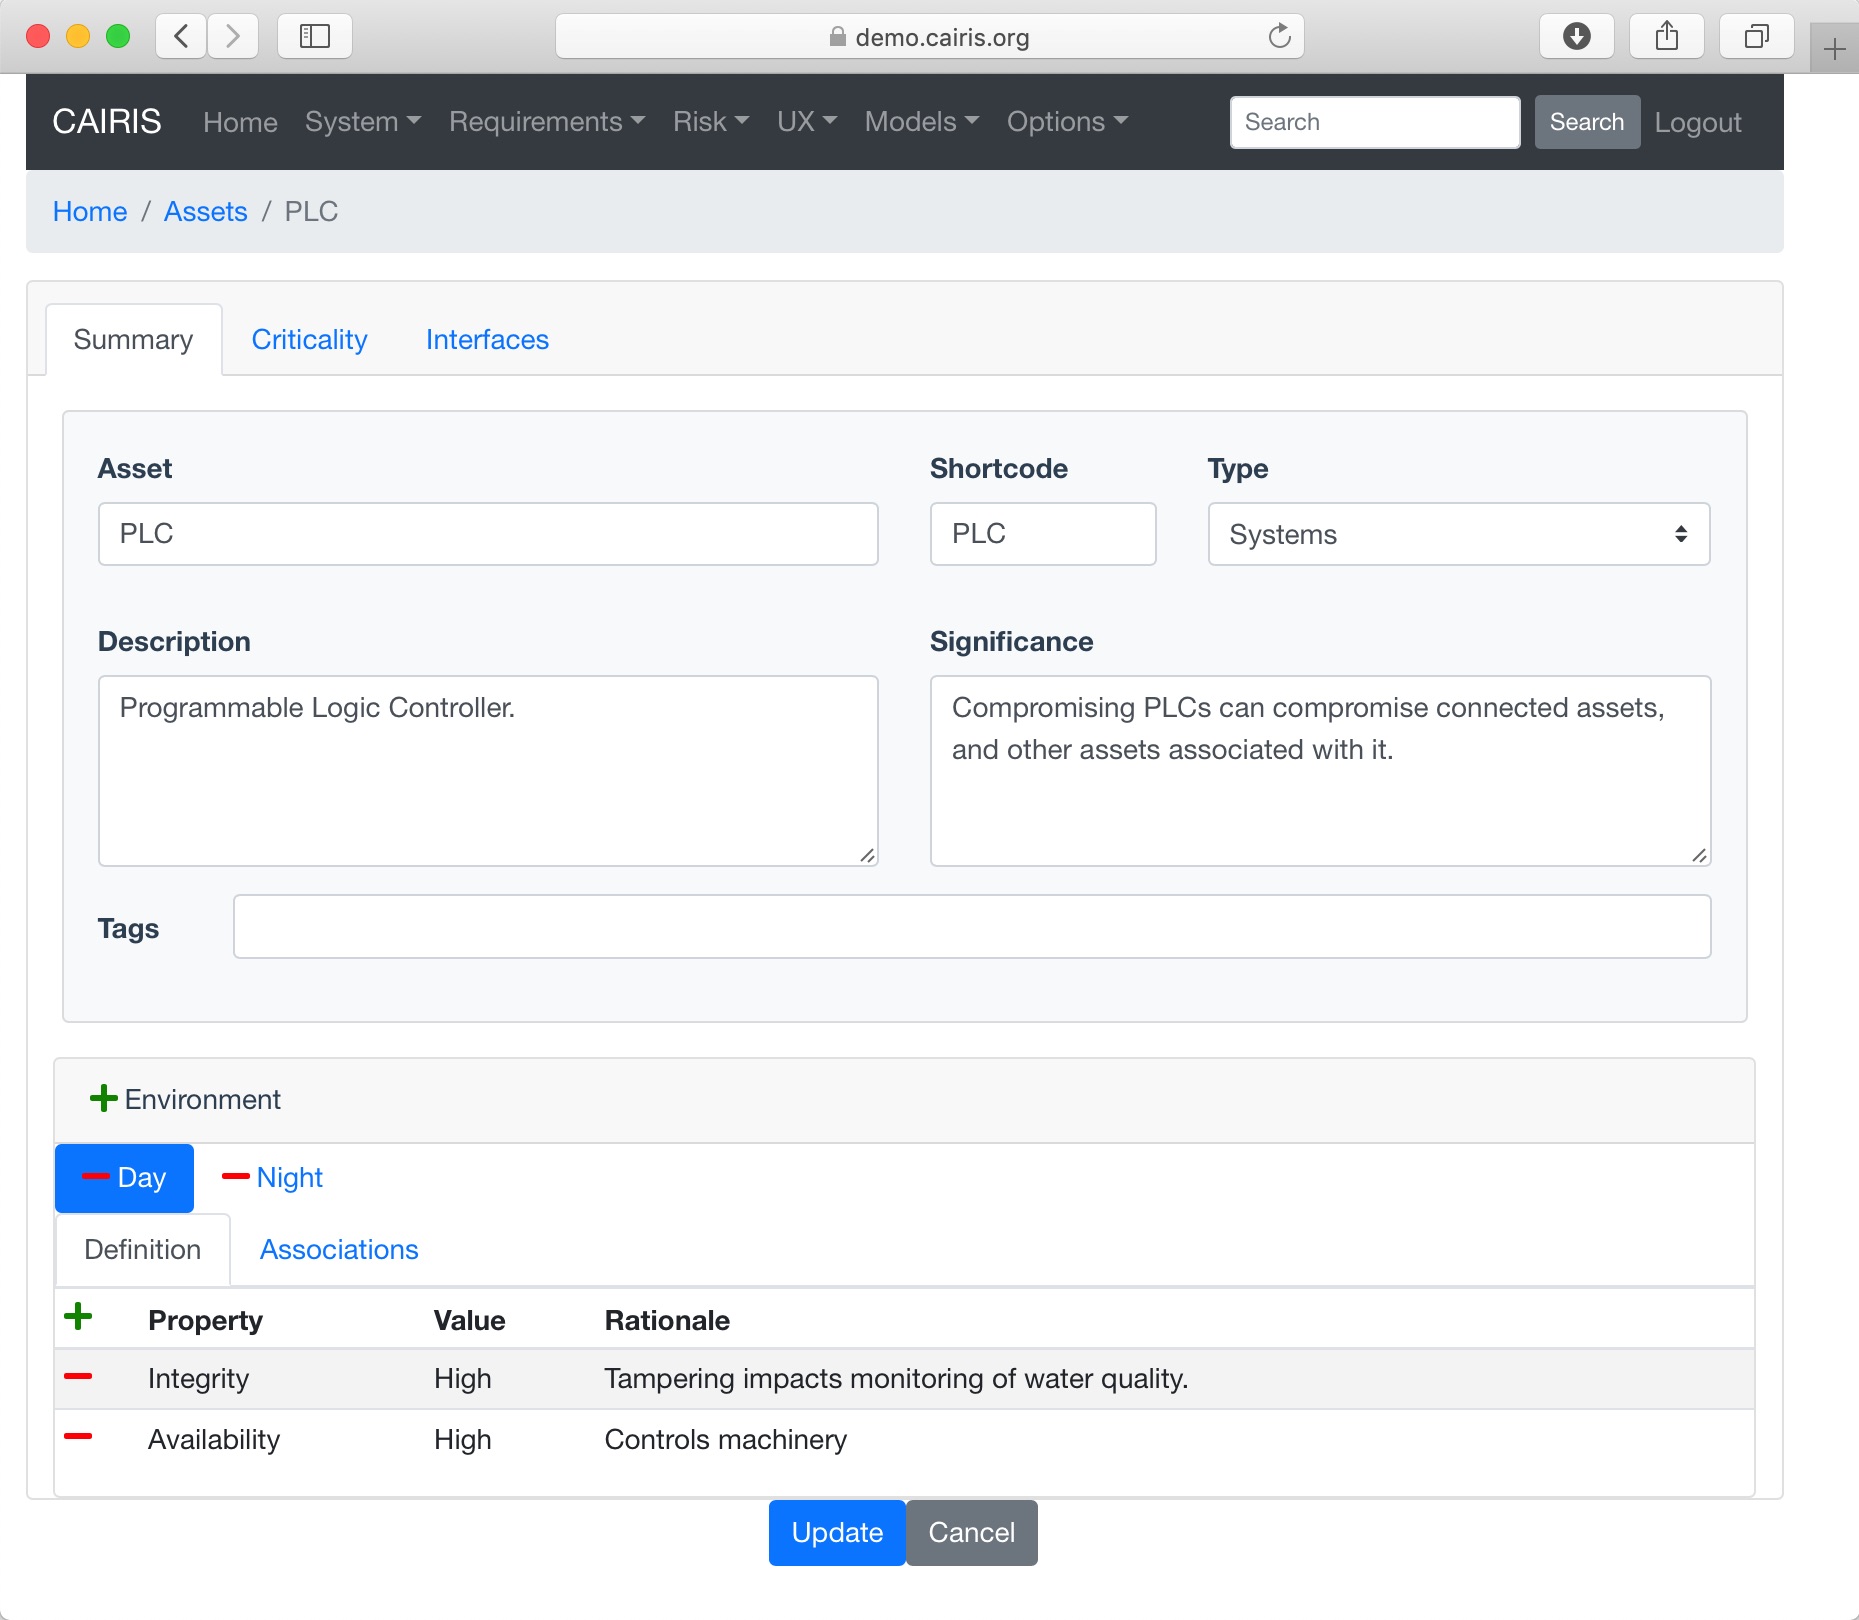 demo.cairis.org
CAIRIS Home System Requirements Risk UX Models Options Search Search Logout
Home / Assets / PLC
Summary Criticality Interfaces
Asset Shortcode Type
PLC PLC Systems
Description Significance
Programmable Logic Controller. Compromising PLCs can compromise connected assets,
and other assets associated with it.
Tags
Environment
Day Night
Definition Associations
Property Value Rationale
Integrity High Tampering impacts monitoring of water quality.
Availability High Controls machinery
Update Cancel